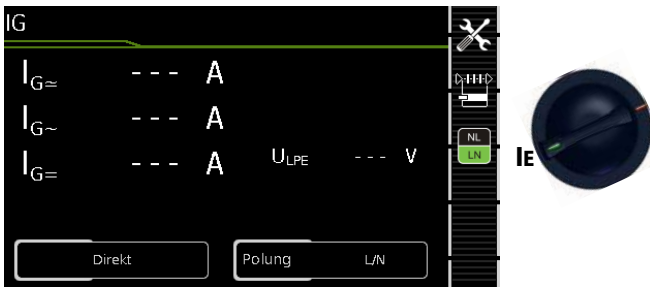 IG
IG≃ - - - A
IG~ - - - A
IG= - - - A
ULPE - - - V
NL
LN
IE
Direkt
Polung L/N